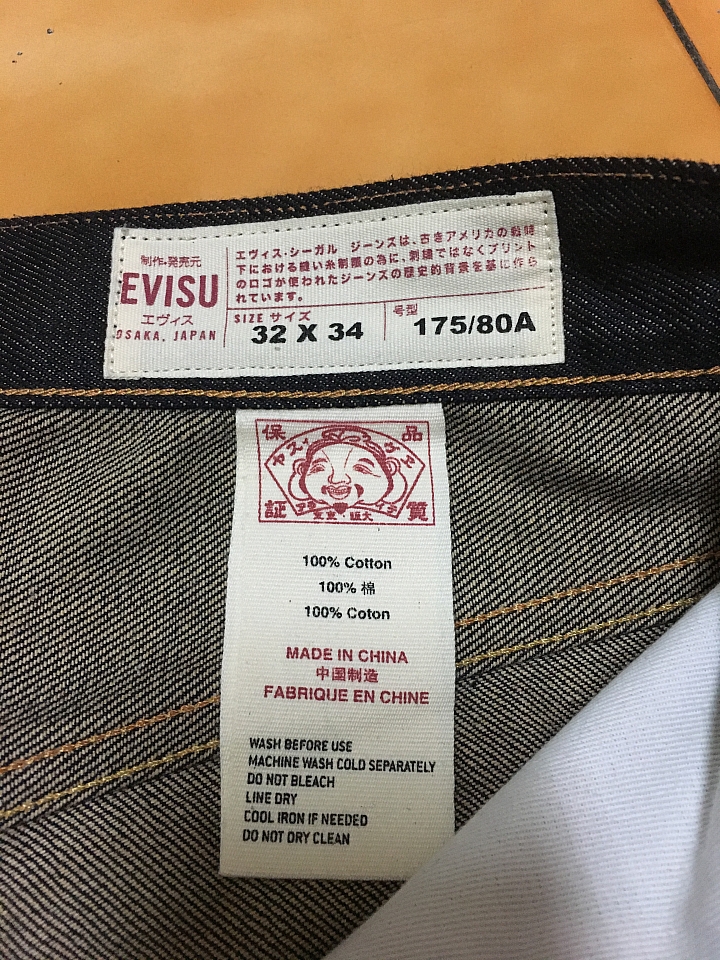 制作・発売元
EVISU
エヴィス
OSAKA, JAPAN
エヴィス・シーガル ジーンズは、古きアメリカの戦時
下における縫い糸制限の為に、刺繍ではなくプリント
のロゴが使われたジーンズの歴史的背景を基に作ら
れています。
SIZE サイズ
32 X 34
号型
175/80A
保 品
証 質
100% Cotton
100% 棉
100% Coton
MADE IN CHINA
中国制造
FABRIQUE EN CHINE
WASH BEFORE USE
MACHINE WASH COLD SEPARATELY
DO NOT BLEACH
LINE DRY
COOL IRON IF NEEDED
DO NOT DRY CLEAN